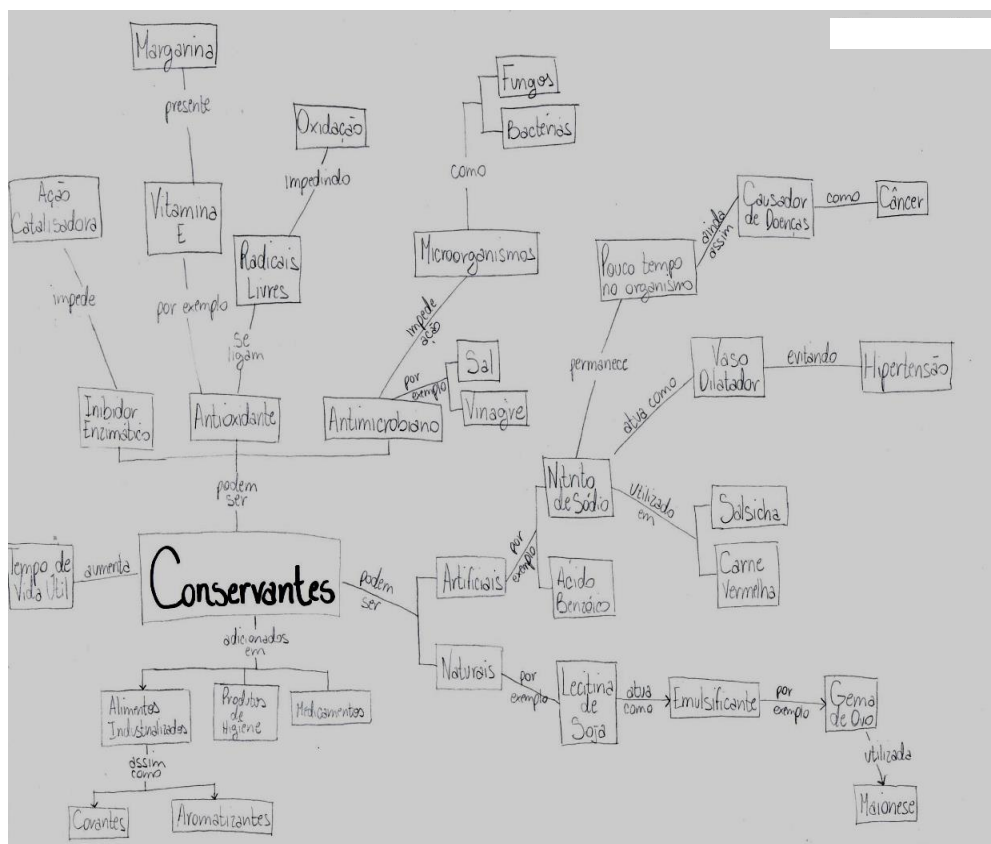 Margarina
presente
Vitamina
E
por exemplo
Oxidação
impedindo
Radicais
Livres
se
ligam
Fungos
Bactérias
como
Microorganismos
impede
ação
Ação
Catalisadora
impede
Inibidor
Enzimático
Antioxidante
Antimicrobiano
por
exemplo
Sal
Vinagre
podem
ser
Causador
de Doenças
como
Câncer
ainda
assim
Pouco tempo
no organismo
permanece
Vaso
Dilatador
evitando
Hipertensão
atua como
Nitrito
de Sódio
utilizado
em
Salsicha
Carne
Vermelha
Tempo de
Vida Útil
aumenta
Conservantes
podem
ser
Artificiais
por
exemplo
Ácido
Benzóico
Naturais
por
exemplo
Lecitina
de
Soja
atua
como
Emulsificante
por
exemplo
Gema
de Ovo
utilizada
Maionese
adicionados
em
Alimentos
Industrializados
Produtos
de
Higiene
Medicamentos
assim
como
Corantes
Aromatizantes